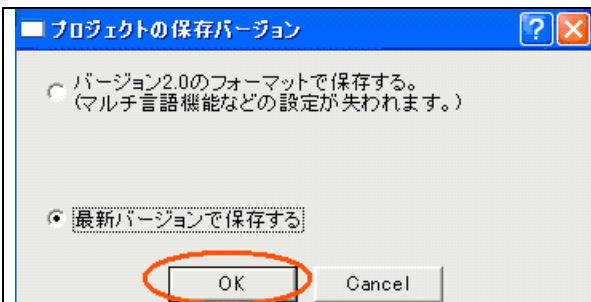 プロジェクトの保存バージョン
バージョン2.0のフォーマットで保存する。
(マルチ言語機能などの設定が失われます。)
最新バージョンで保存する
OK
Cancel